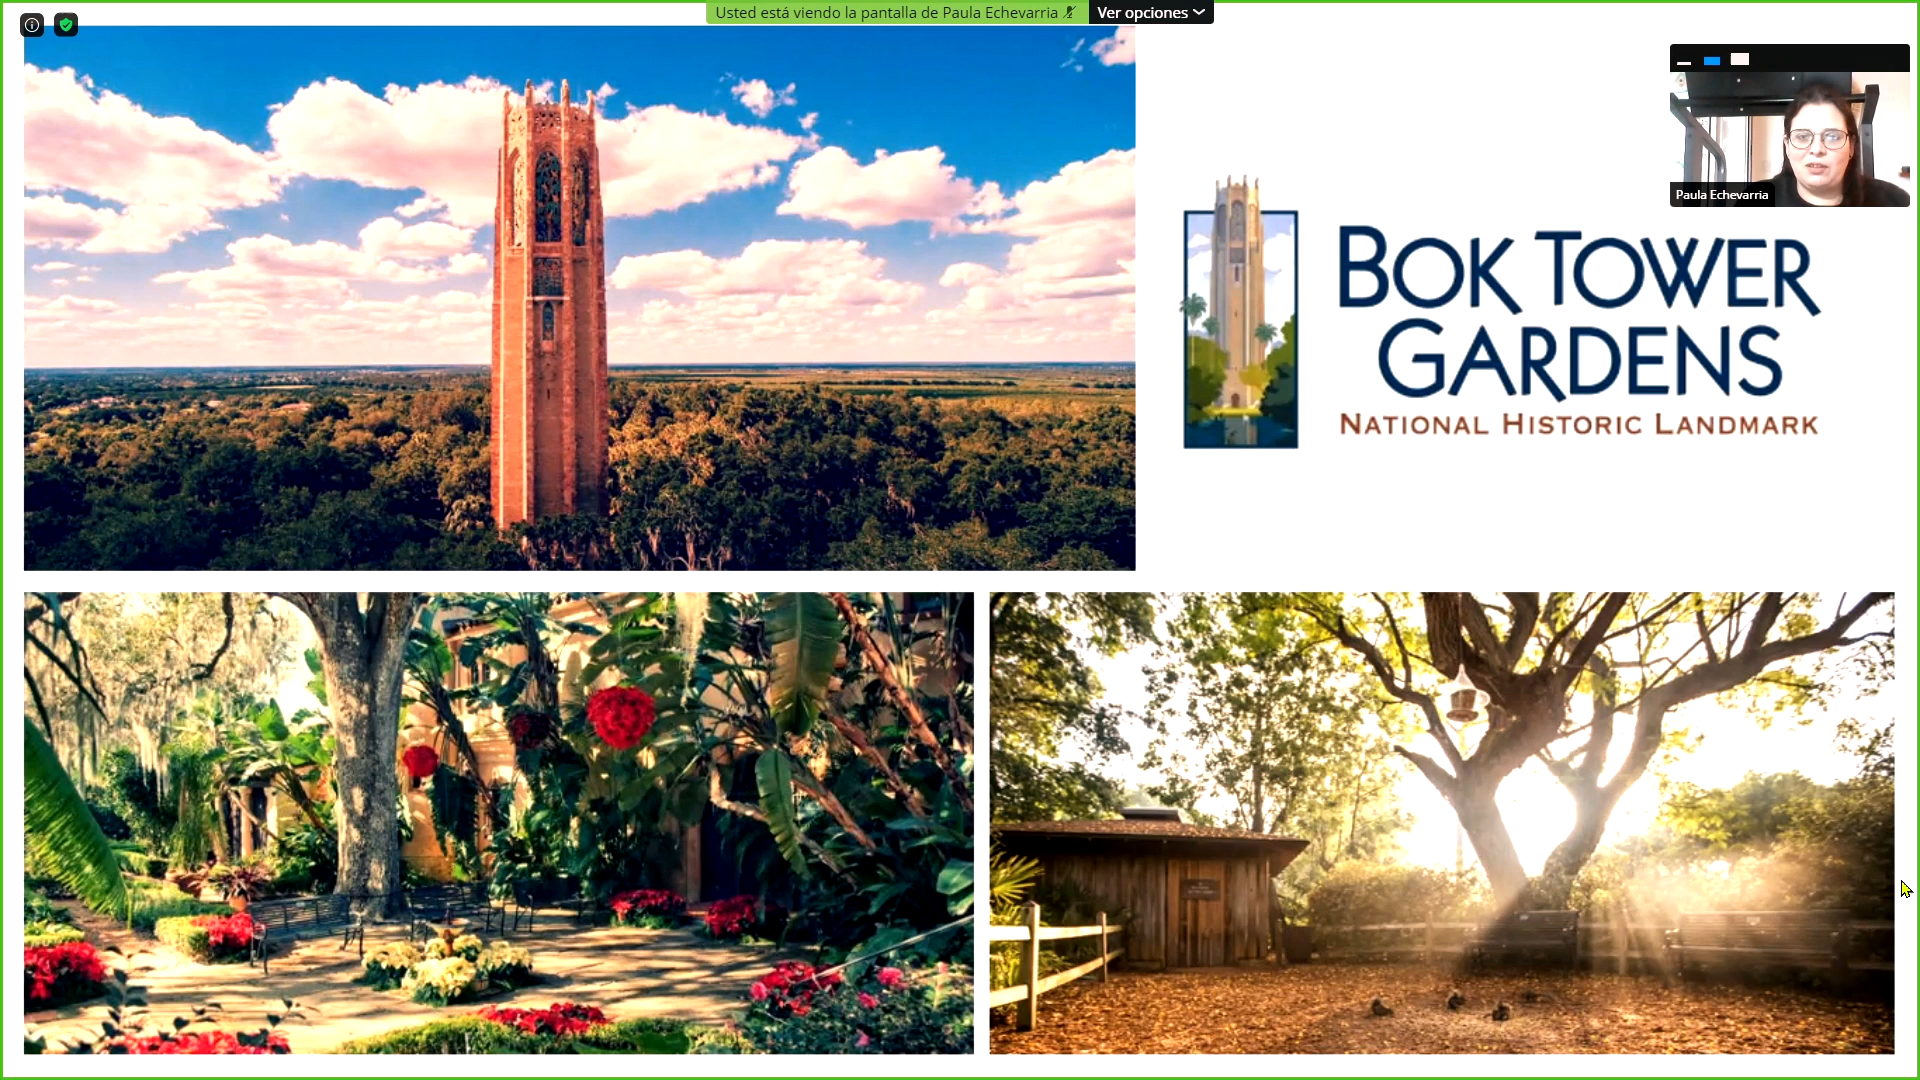 Usted está viendo la pantalla de Paula Echevarria
Ver opciones
Paula Echevarria
BOK TOWER
GARDENS
NATIONAL HISTORIC LANDMARK